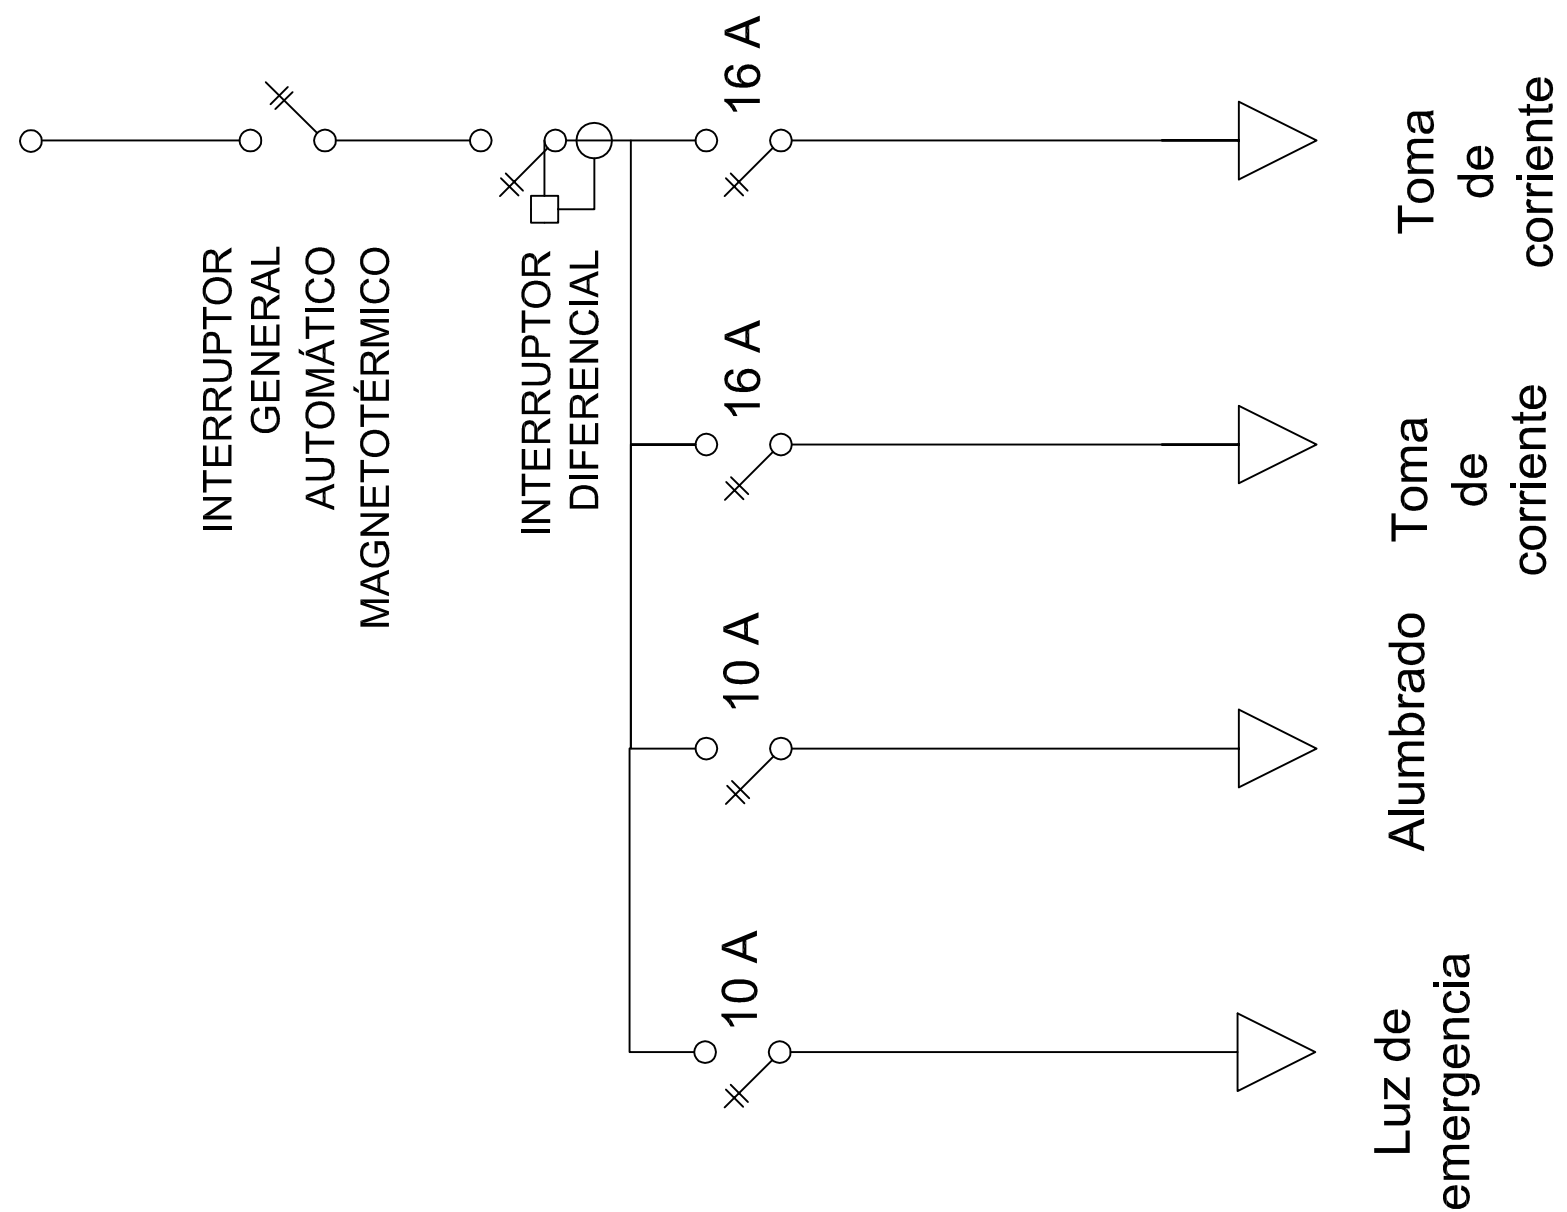 INTERRUPTOR
GENERAL
AUTOMÁTICO
MAGNETOTÉRMICO
INTERRUPTOR
DIFERENCIAL
10 A
10 A
16 A
16 A
Luz de
emergencia
Alumbrado
Toma
de
corriente
Toma
de
corriente